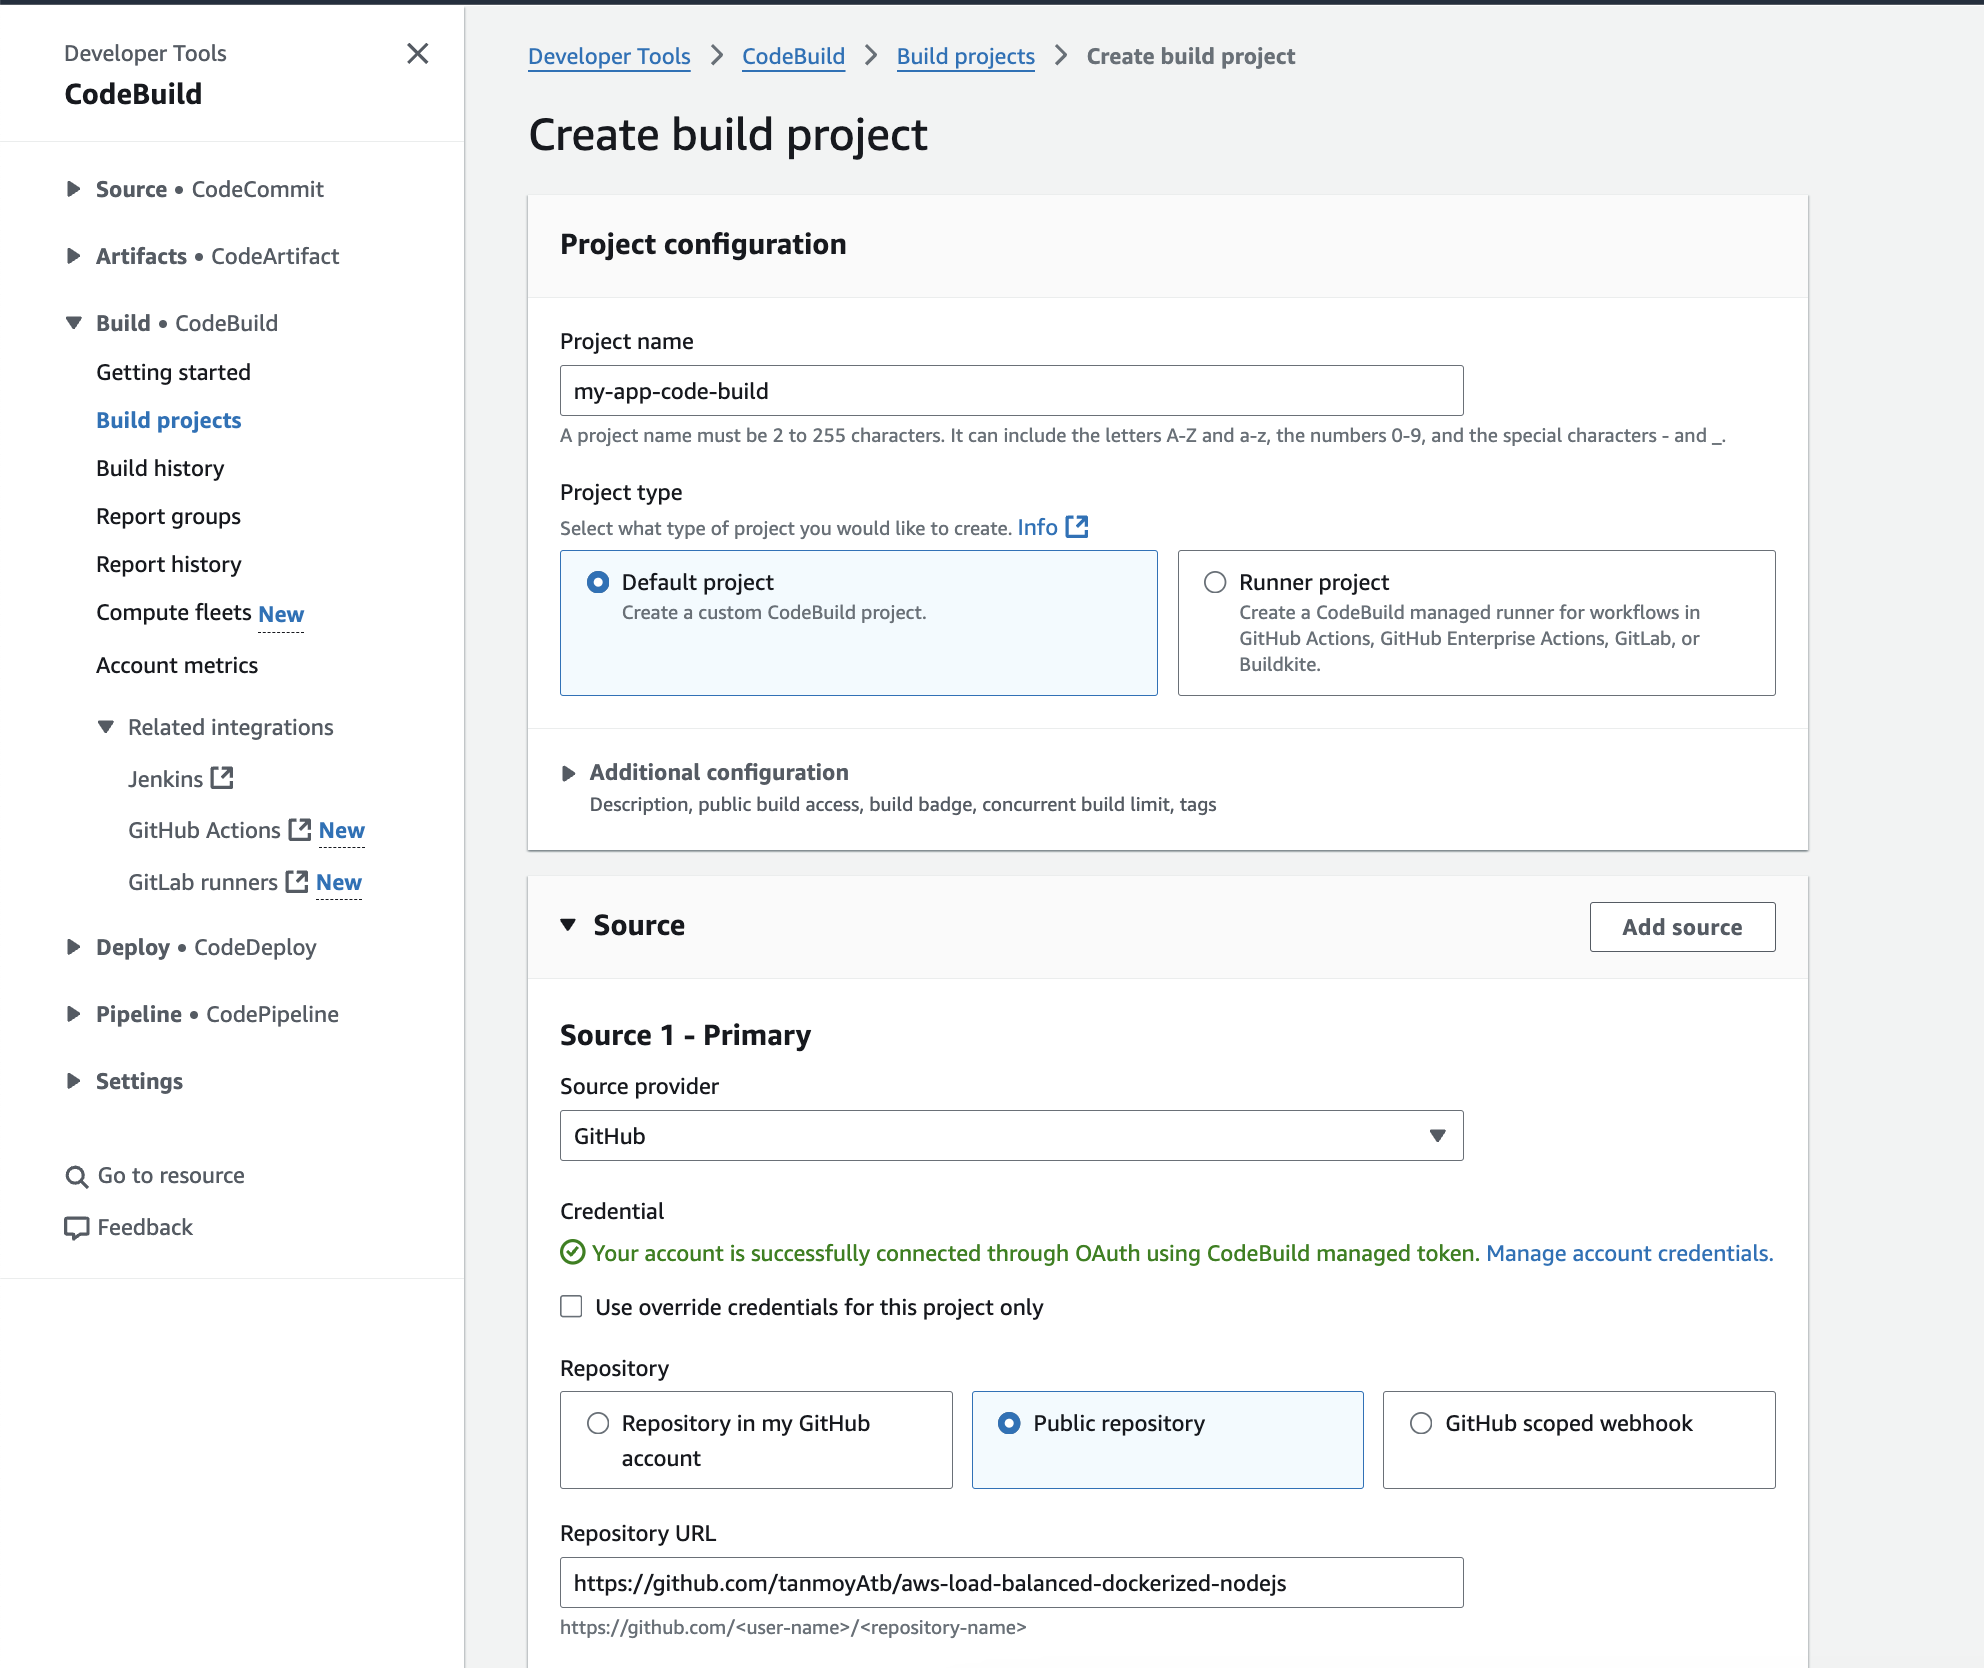 Developer Tools
CodeBuild
Source • CodeCommit
Artifacts • CodeArtifact
Build • CodeBuild
Getting started
Build projects
Build history
Report groups
Report history
Compute fleets New
Account metrics
Related integrations
Jenkins
GitHub Actions New
GitLab runners New
Deploy • CodeDeploy
Pipeline • CodePipeline
Settings
Go to resource
Feedback
Developer Tools > CodeBuild > Build projects > Create build project
Create build project
Project configuration
Project name
my-app-code-build
A project name must be 2 to 255 characters. It can include the letters A-Z and a-z, the numbers 0-9, and the special characters - and _.
Project type
Select what type of project you would like to create. Info
Default project
Create a custom CodeBuild project.
Runner project
Create a CodeBuild managed runner for workflows in
GitHub Actions, GitHub Enterprise Actions, GitLab, or
Buildkite.
Additional configuration
Description, public build access, build badge, concurrent build limit, tags
Source
Add source
Source 1 - Primary
Source provider
GitHub
Credential
Your account is successfully connected through OAuth using CodeBuild managed token. Manage account credentials.
Use override credentials for this project only
Repository
Repository in my GitHub
account
Public repository
GitHub scoped webhook
Repository URL
https://github.com/tanmoyAtb/aws-load-balanced-dockerized-nodejs
https://github.com/<user-name>/<repository-name>